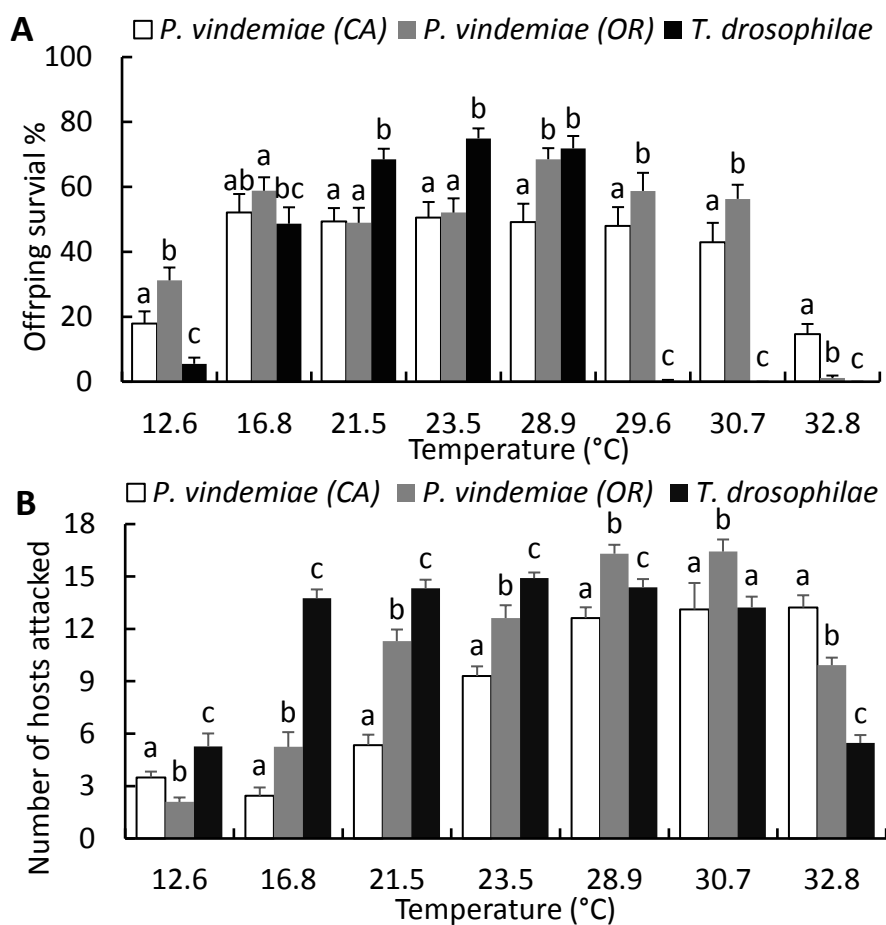 A
P. vindemiae (CA) P. vindemiae (OR) T. drosophilae
Offrping survial %
100
80
60
40
20
0
a b c
ab a bc
a a b
a a b
a b b
a b c
a b c
a b c
12.6 16.8 21.5 23.5 28.9 29.6 30.7 32.8
Temperature (°C)
B
P. vindemiae (CA) P. vindemiae (OR) T. drosophilae
Number of hosts attacked
18
15
12
9
6
3
0
a b c
a b c
a b c
a b c
a b c
a b a
a b c
12.6 16.8 21.5 23.5 28.9 30.7 32.8
Temperature (°C)